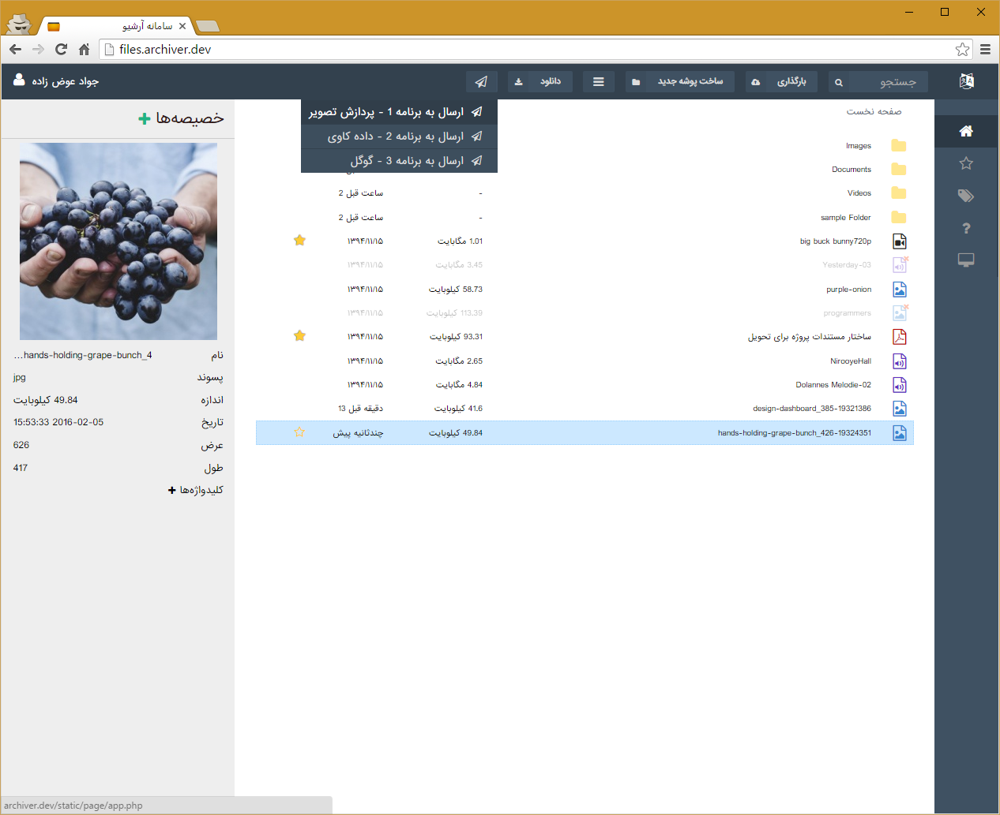 سامانه آرشیو
files.archiver.dev
جستجو
بارگذاری
ساخت پوشه جدید
دانلود
جواد عوض زاده
ارسال به برنامه 1 - پردازش تصویر
ارسال به برنامه 2 - داده کاوی
ارسال به برنامه 3 - گوگل
صفحه نخست
Images
Documents
Videos - 2 ساعت قبل
sample Folder - 2 ساعت قبل
big buck bunny720p 1.01 مگابایت ۱۳۹۴/۱۱/۱۵
Yesterday-03 3.45 مگابایت ۱۳۹۴/۱۱/۱۵
purple-onion 58.73 کیلوبایت ۱۳۹۴/۱۱/۱۵
programmers 113.39 کیلوبایت ۱۳۹۴/۱۱/۱۵
ساختار مستندات پروژه برای تحویل 93.31 کیلوبایت ۱۳۹۴/۱۱/۱۵
NirooyeHall 2.65 مگابایت ۱۳۹۴/۱۱/۱۵
Dolannes Melodie-02 4.84 مگابایت ۱۳۹۴/۱۱/۱۵
design-dashboard_385-19321386 41.6 کیلوبایت 13 دقیقه قبل
hands-holding-grape-bunch_426-19324351 49.84 کیلوبایت چندثانیه پیش
خصیصه‌ها
نام hands-holding-grape-bunch_4...
پسوند jpg
اندازه 49.84 کیلوبایت
تاریخ 2016-02-05 15:53:33
عرض 626
طول 417
کلیدواژه‌ها
archiver.dev/static/page/app.php